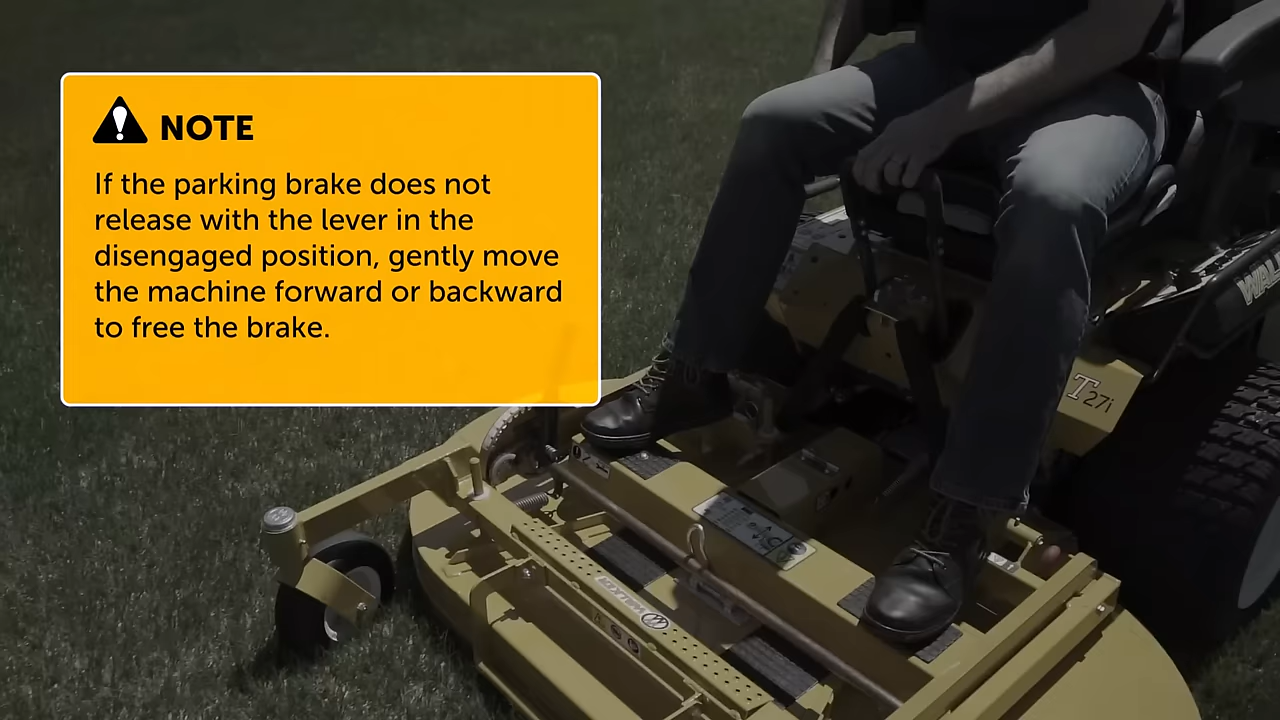 NOTE
If the parking brake does not
release with the lever in the
disengaged position, gently move
the machine forward or backward
to free the brake.
T27i
WALKER